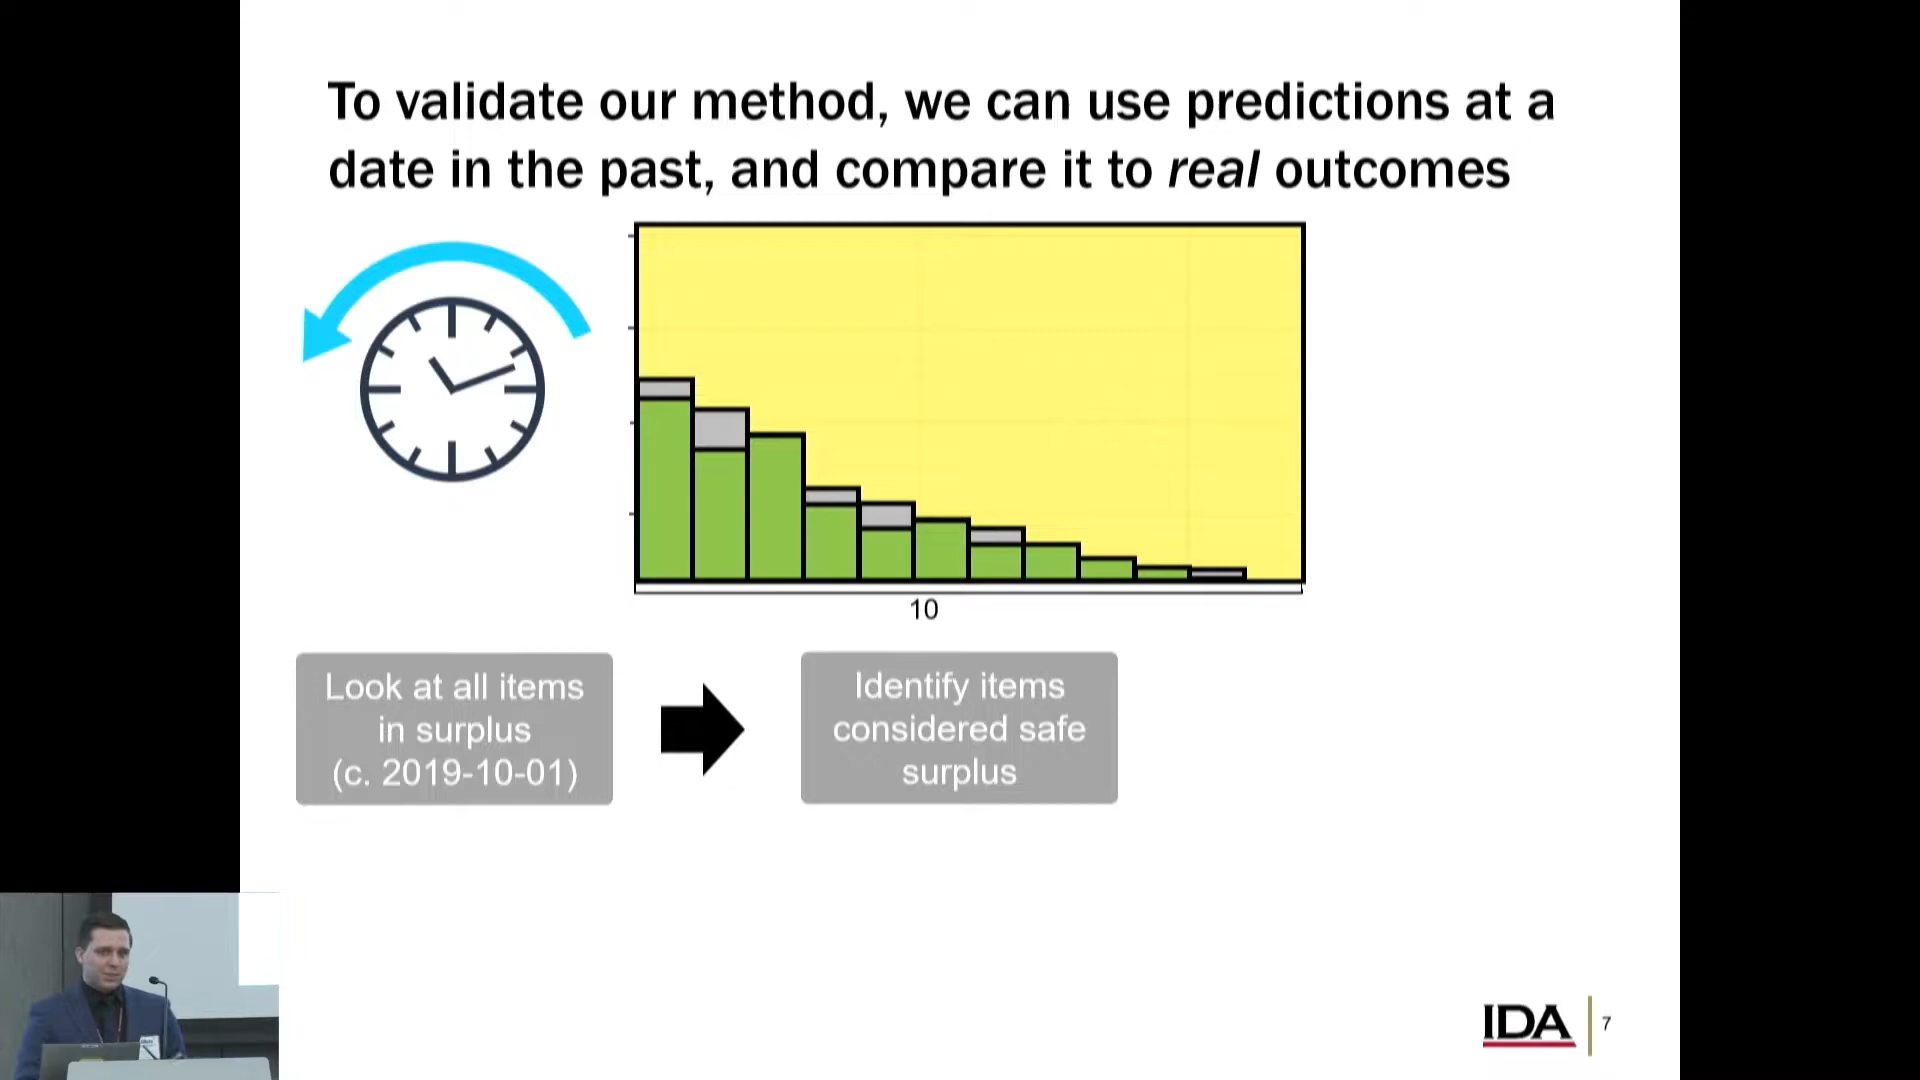 To validate our method, we can use predictions at a
date in the past, and compare it to real outcomes
10
Look at all items
in surplus
(c. 2019-10-01)
Identify items
considered safe
surplus
IDA
7